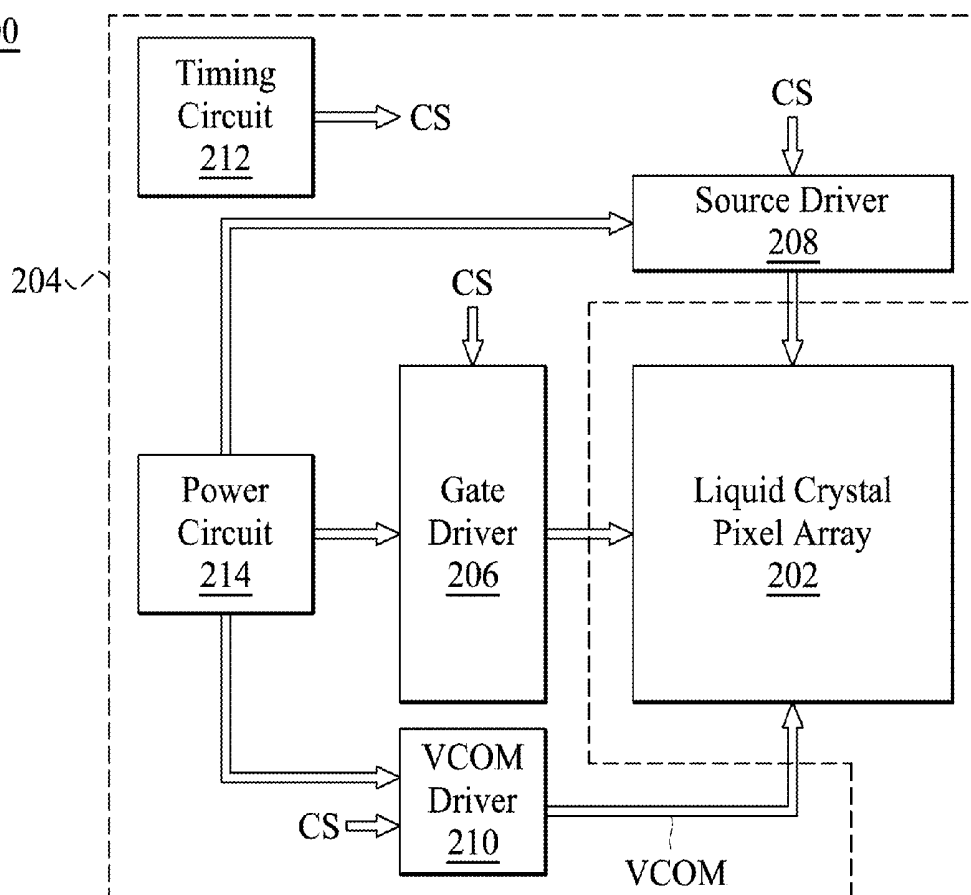 Timing
Circuit
212
CS
CS
Source Driver
208
204
CS
Power
Circuit
214
Gate
Driver
206
Liquid Crystal
Pixel Array
202
VCOM
Driver
210
CS
VCOM